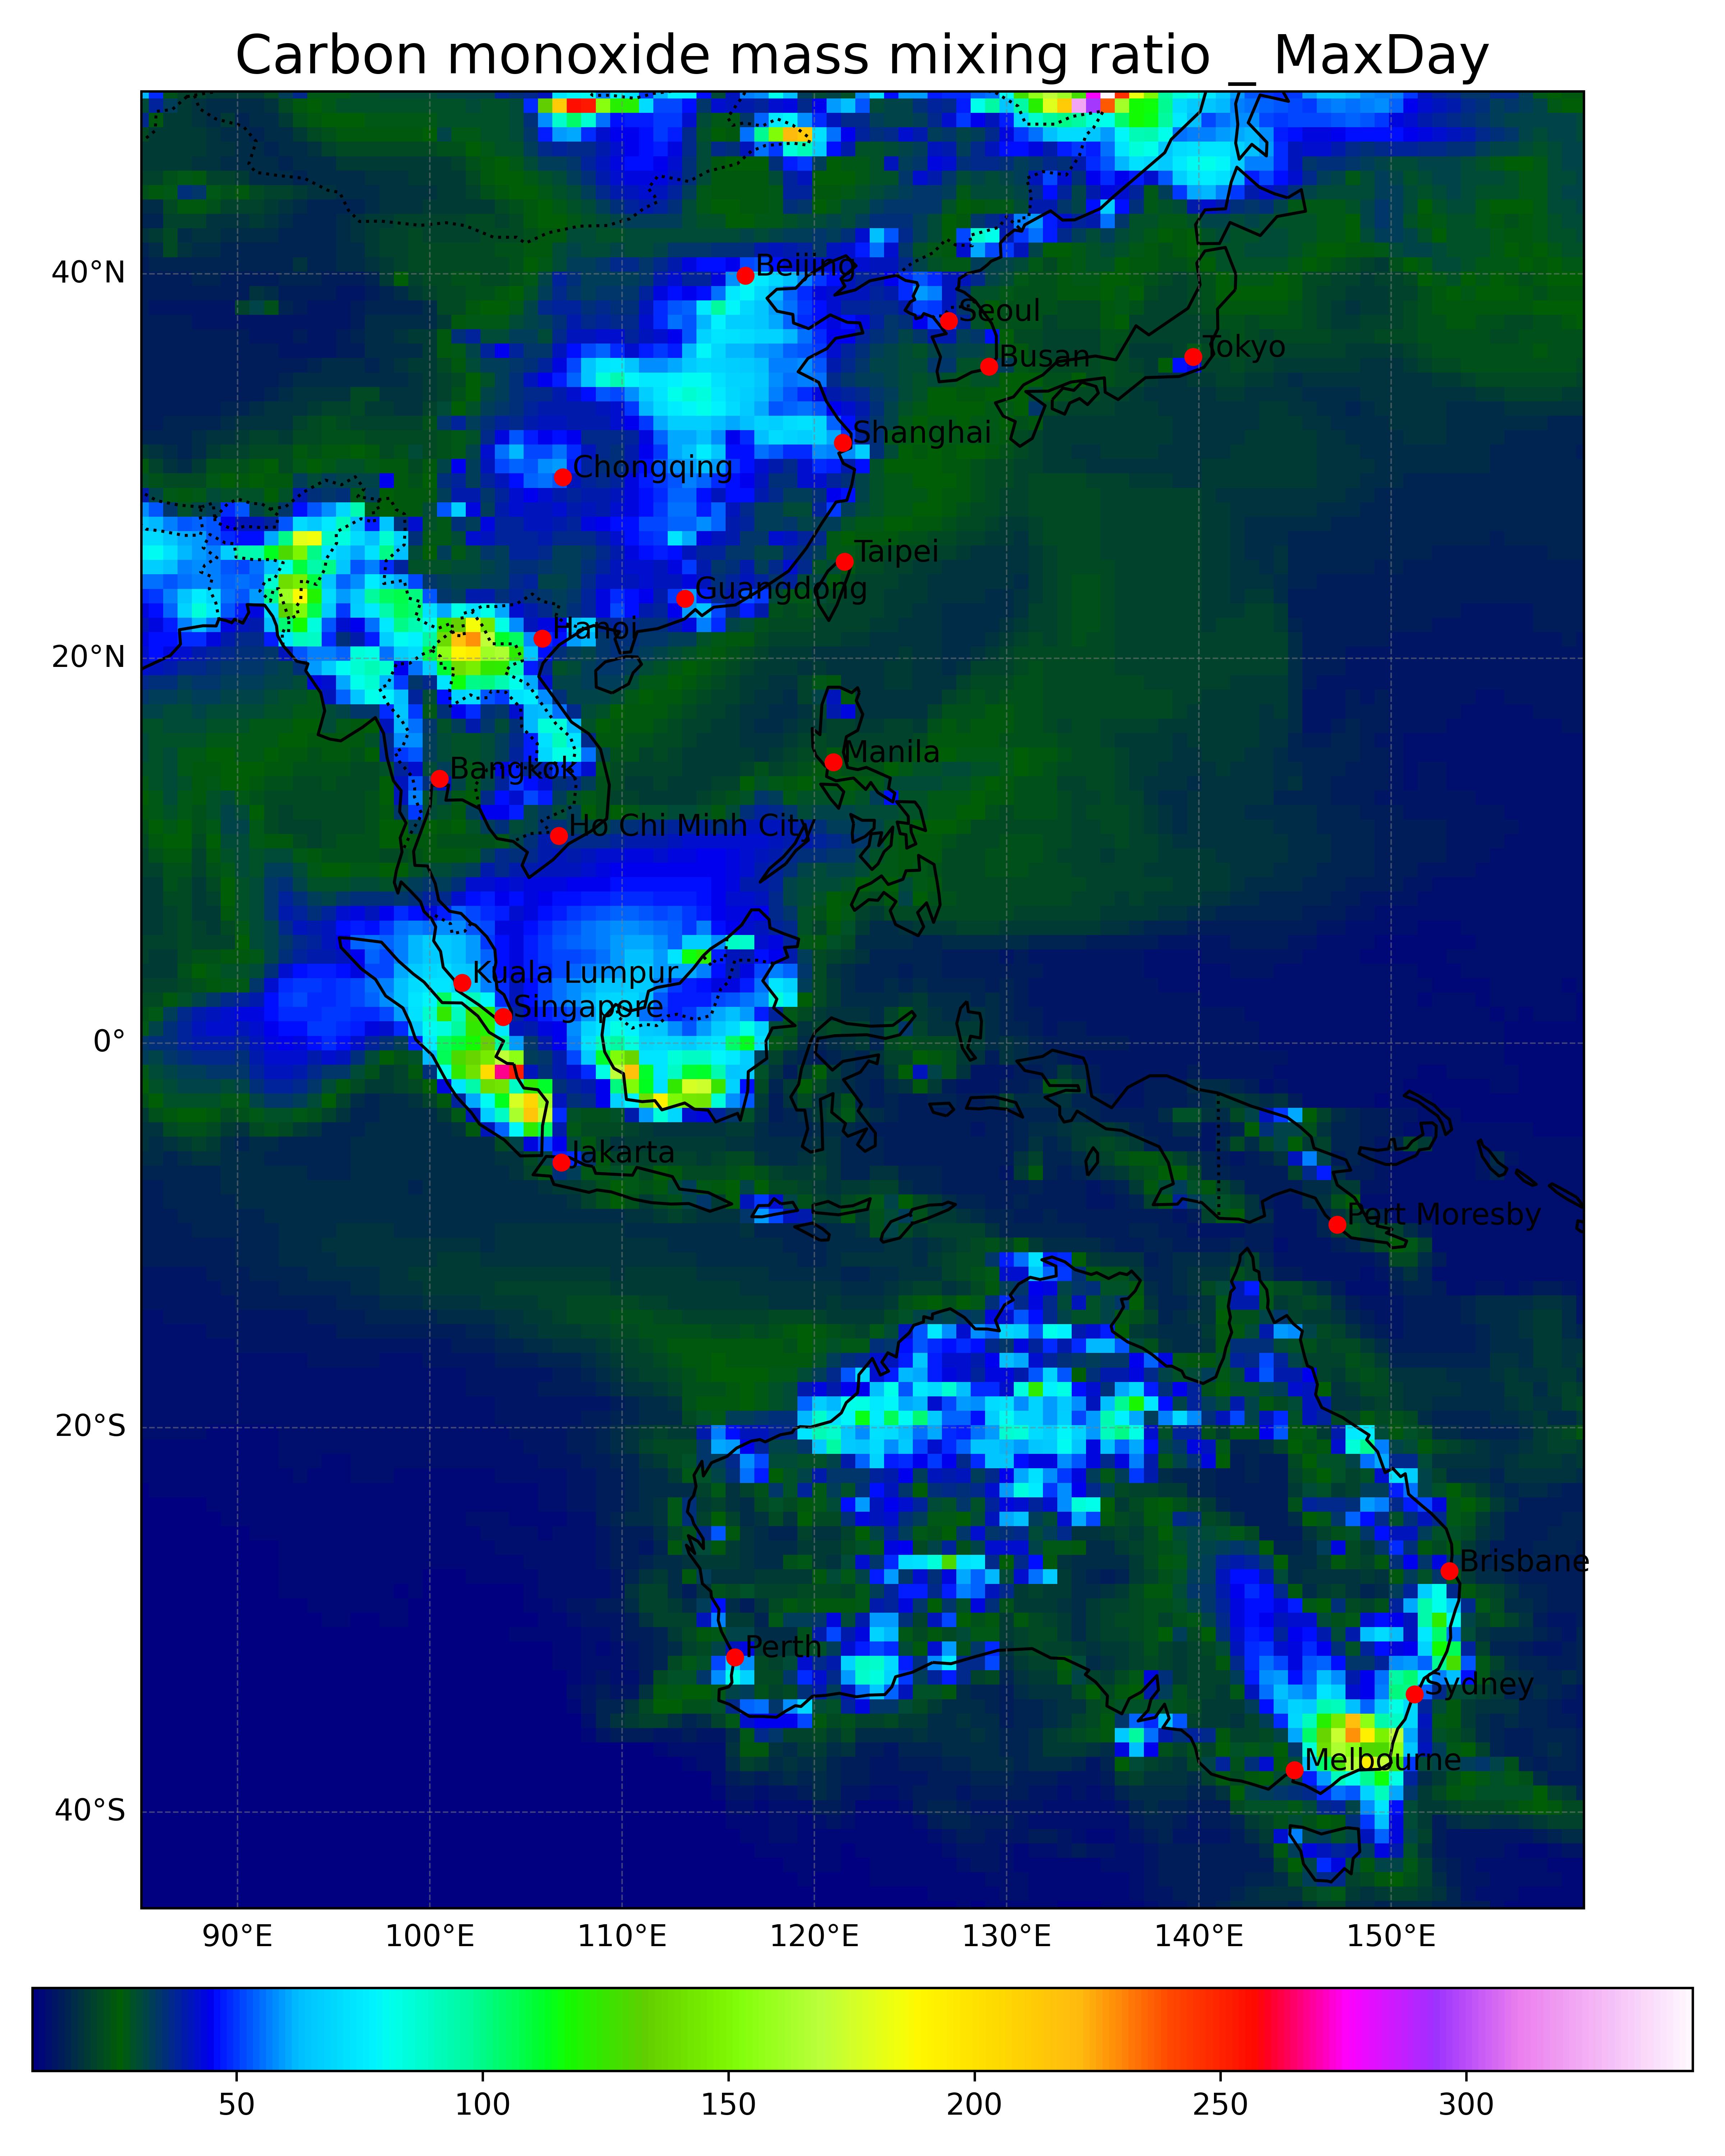 Carbon monoxide mass mixing ratio _ MaxDay
40°N
20°N
0°
20°S
40°S
Beijing
Seoul
Busan
Tokyo
Shanghai
Chongqing
Taipei
Guangdong
Hanoi
Manila
Bangkok
Ho Chi Minh City
Kuala Lumpur
Singapore
Jakarta
Port Moresby
Brisbane
Perth
Sydney
Melbourne
90°E 100°E 110°E 120°E 130°E 140°E 150°E
50 100 150 200 250 300